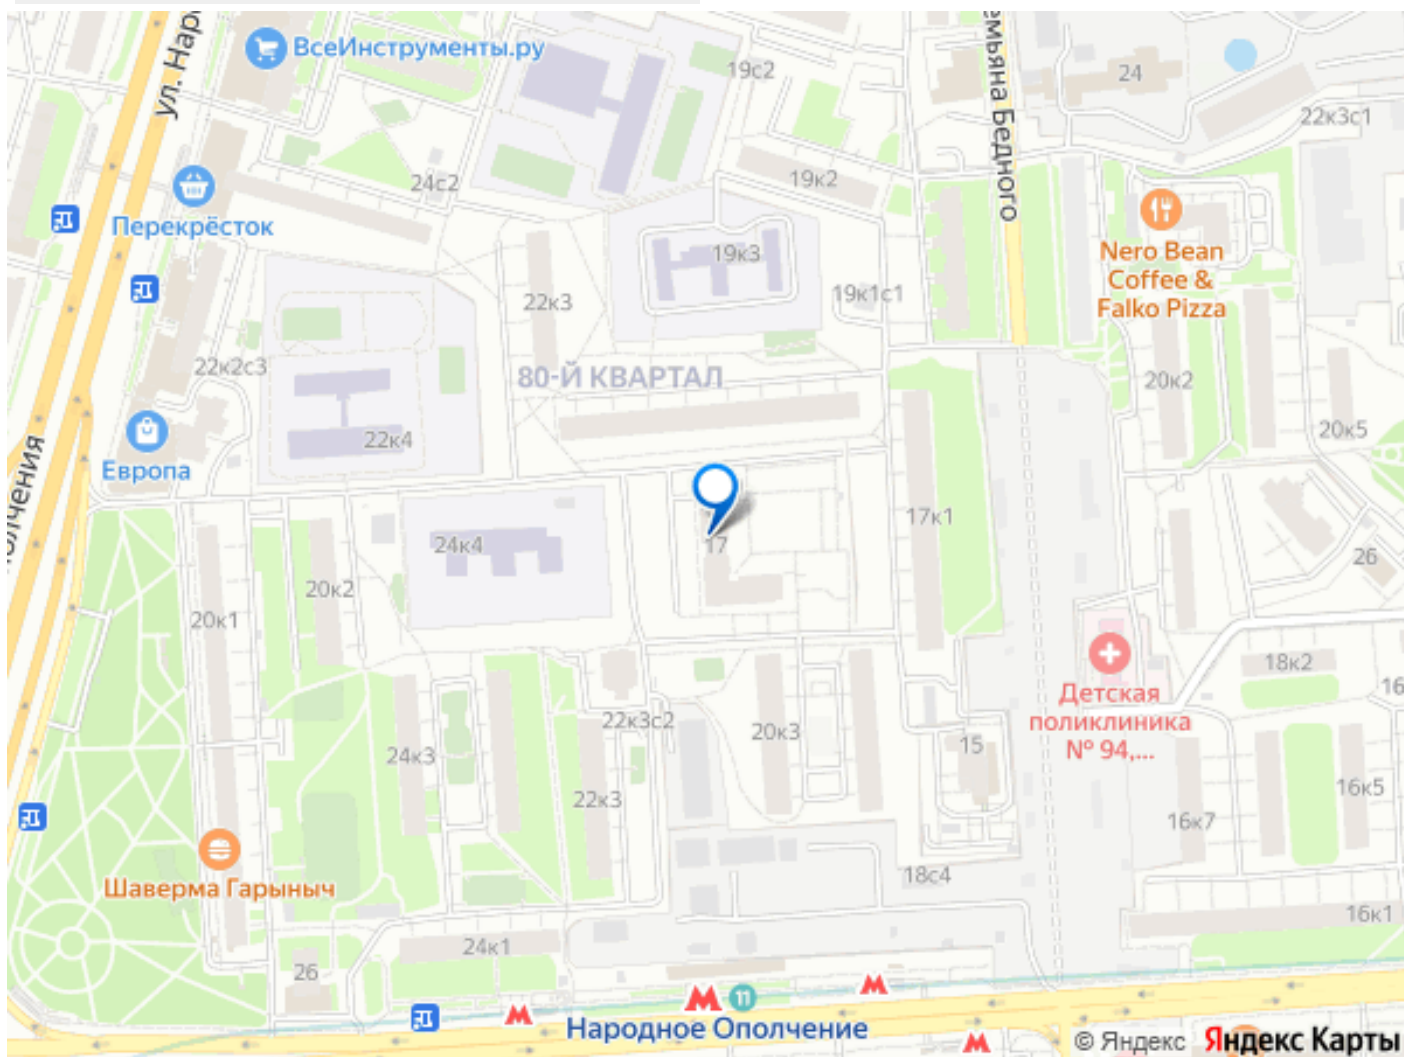 ул. Нар
ВсеИнструменты.ру
19с2
емьяна Бедного
24
22к3с1
24с2
19к2
Перекрёсток
19к3
Nero Bean
Coffee &
Falko Pizza
22к3
19к1с1
22к2с3
80-Й КВАРТАЛ
20к2
22к4
20к5
Европа
олчения
17к1
24к4
17
26
20к2
20к1
18к2
Детская
поликлиника
№ 94,...
16
22к3с2
24к3
20к3
15
22к3
16к5
16к7
Шаверма Гарыныч
18с4
16к1
24к1
26
11
Народное Ополчение
© Яндекс Яндекс Карты